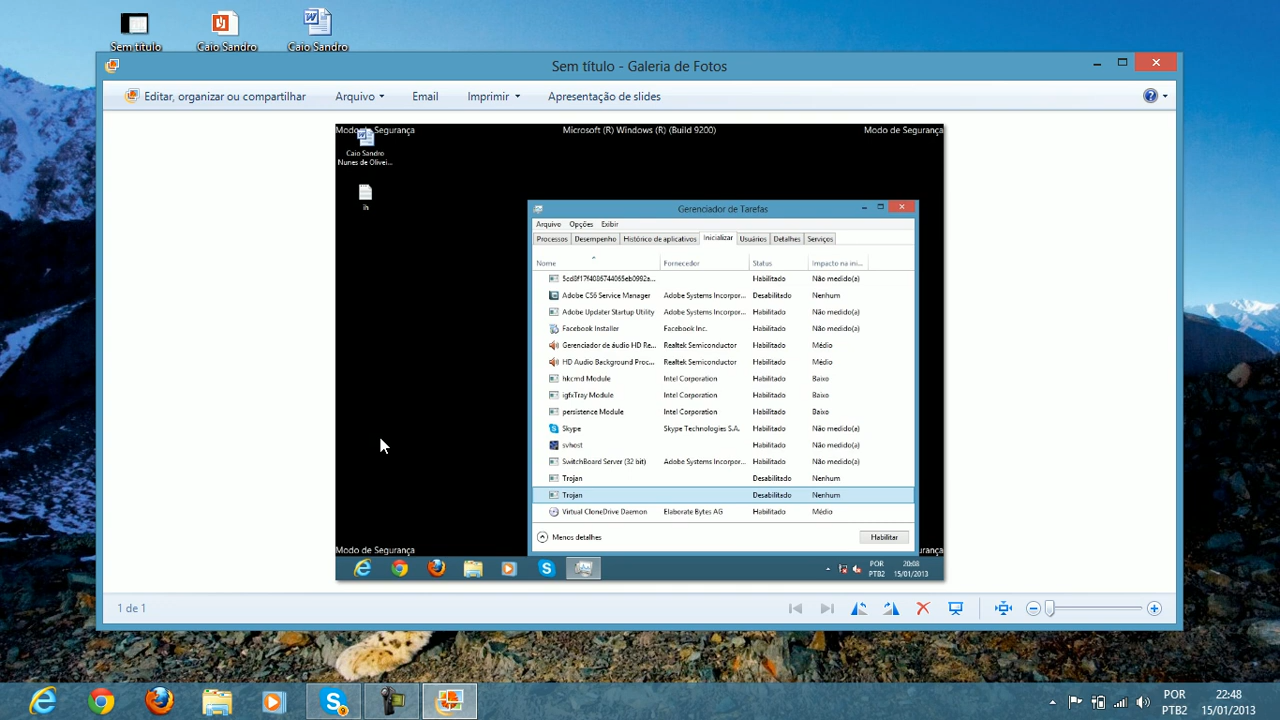 Sem título
Caio Sandro
Caio Sandro
Sem título - Galeria de Fotos
Editar, organizar ou compartilhar Arquivo Email Imprimir Apresentação de slides
Modo de Segurança Microsoft (R) Windows (R) (Build 9200) Modo de Segurança
Caio Sandro
Nunes de Olivei...
ih
Gerenciador de Tarefas
Arquivo Opções Exibir
Processos Desempenho Histórico de aplicativos Inicializar Usuários Detalhes Serviços
Nome Fornecedor Status Impacto na ini...
Habilitado Não medido(a)
Adobe CS6 Service Manager Adobe Systems Incorpor... Desabilitado Nenhum
Adobe Updater Startup Utility Adobe Systems Incorpor... Habilitado Não medido(a)
Facebook Installer Facebook Inc. Habilitado Não medido(a)
Gerenciador de áudio HD Re... Realtek Semiconductor Habilitado Médio
HD Audio Background Proc... Realtek Semiconductor Habilitado Médio
hkcmd Module Intel Corporation Habilitado Baixo
igfxTray Module Intel Corporation Habilitado Baixo
persistence Module Intel Corporation Habilitado Baixo
Skype Skype Technologies S.A. Habilitado Não medido(a)
svhost Habilitado Não medido(a)
SwitchBoard Server (32 bit) Adobe Systems Incorpor... Habilitado Não medido(a)
Trojan Desabilitado Nenhum
Trojan Desabilitado Nenhum
Virtual CloneDrive Daemon Elaborate Bytes AG Habilitado Médio
Menos detalhes Habilitar
Modo de Segurança urança
POR 20:08
PTB2 15/01/2013
1 de 1
9
POR 22:48
PTB2 15/01/2013